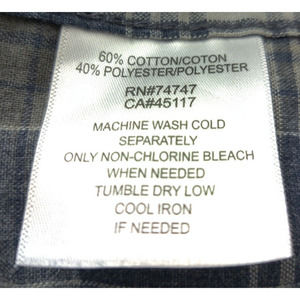 60% COTTON/COTON
40% POLYESTER/POLYESTER
RN#74747
CA#45117
MACHINE WASH COLD
SEPARATELY
ONLY NON-CHLORINE BLEACH
WHEN NEEDED
TUMBLE DRY LOW
COOL IRON
IF NEEDED